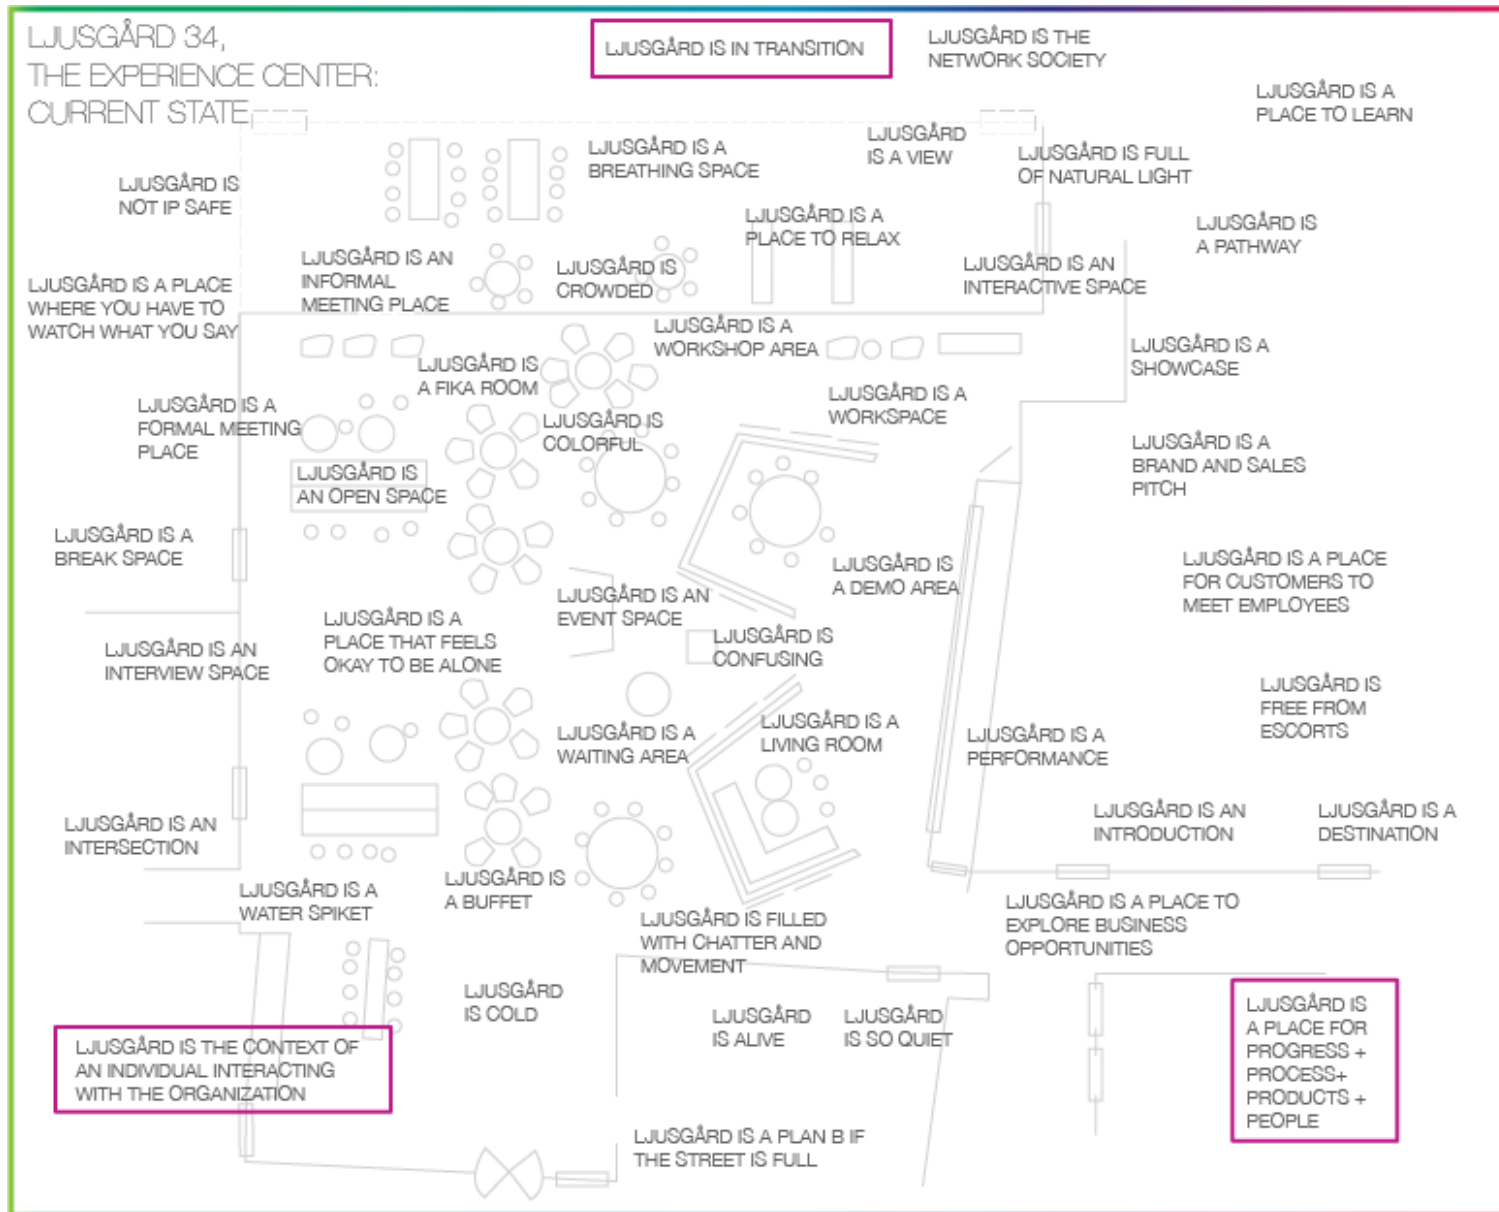 LJUSGÅRD 34,
THE EXPERIENCE CENTER:
CURRENT STATE
LJUSGÅRD IS IN TRANSITION
LJUSGÅRD IS THE
NETWORK SOCIETY
LJUSGÅRD IS A
PLACE TO LEARN
LJUSGÅRD IS A
BREATHING SPACE
LJUSGÅRD
IS A VIEW
LJUSGÅRD IS FULL
OF NATURAL LIGHT
LJUSGÅRD IS
NOT IP SAFE
LJUSGÅRD IS A
PLACE TO RELAX
LJUSGÅRD IS
A PATHWAY
LJUSGÅRD IS A PLACE
WHERE YOU HAVE TO
WATCH WHAT YOU SAY
LJUSGÅRD IS AN
INFORMAL
MEETING PLACE
LJUSGÅRD IS
CROWDED
LJUSGÅRD IS AN
INTERACTIVE SPACE
LJUSGÅRD IS A
WORKSHOP AREA
LJUSGÅRD IS A
SHOWCASE
LJUSGÅRD IS
A FIKA ROOM
LJUSGÅRD IS A
WORKSPACE
LJUSGÅRD IS A
FORMAL MEETING
PLACE
LJUSGÅRD IS
COLORFUL
LJUSGÅRD IS A
BRAND AND SALES
PITCH
LJUSGÅRD IS
AN OPEN SPACE
LJUSGÅRD IS A
BREAK SPACE
LJUSGÅRD IS
A DEMO AREA
LJUSGÅRD IS A PLACE
FOR CUSTOMERS TO
MEET EMPLOYEES
LJUSGÅRD IS AN
EVENT SPACE
LJUSGÅRD IS A
PLACE THAT FEELS
OKAY TO BE ALONE
LJUSGÅRD IS
CONFUSING
LJUSGÅRD IS AN
INTERVIEW SPACE
LJUSGÅRD IS
FREE FROM
ESCORTS
LJUSGÅRD IS A
WAITING AREA
LJUSGÅRD IS A
LIVING ROOM
LJUSGÅRD IS A
PERFORMANCE
LJUSGÅRD IS AN
INTERSECTION
LJUSGÅRD IS AN
INTRODUCTION
LJUSGÅRD IS A
DESTINATION
LJUSGÅRD IS A
WATER SPIKET
LJUSGÅRD IS
A BUFFET
LJUSGÅRD IS FILLED
WITH CHATTER AND
MOVEMENT
LJUSGÅRD IS A PLACE TO
EXPLORE BUSINESS
OPPORTUNITIES
LJUSGÅRD
IS COLD
LJUSGÅRD
IS ALIVE
LJUSGÅRD
IS SO QUIET
LJUSGÅRD IS
A PLACE FOR
PROGRESS +
PROCESS+
PRODUCTS +
PEOPLE
LJUSGÅRD IS THE CONTEXT OF
AN INDIVIDUAL INTERACTING
WITH THE ORGANIZATION
LJUSGÅRD IS A PLAN B IF
THE STREET IS FULL